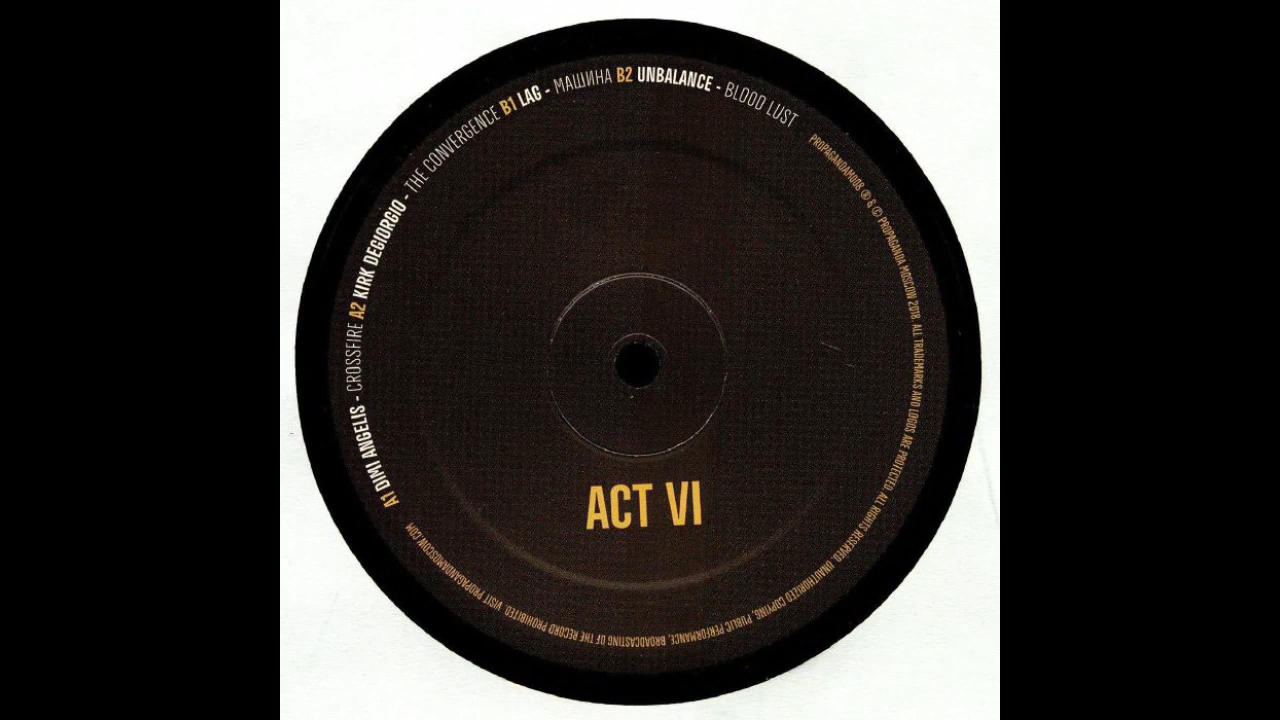 A1 DIMI ANGELIS - CROSSFIRE A2 KIRK DEGIORGIO - THE CONVERGENCE B1 LAG - МАШИНА B2 UNBALANCE - BLOOD LUST
PROPAGANDAM008 ℗ & © PROPAGANDA MOSCOW 2018. ALL TRADEMARKS AND LOGOS ARE PROTECTED. ALL RIGHTS RESERVED. UNAUTHORIZED COPYING, PUBLIC PERFORMANCE, BROADCASTING OF THE RECORD PROHIBITED. VISIT PROPAGANDAMOSCOW.COM
ACT VI